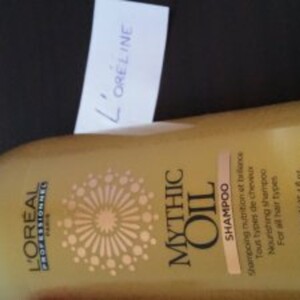 L'ORÉLINE
L'ORÉAL
PROFESSIONNEL
PARIS
MYTHIC
OIL
SHAMPOO
Shampooing nutrition et brillance
Tous types de cheveux
Nourishing shampoo
For all hair types